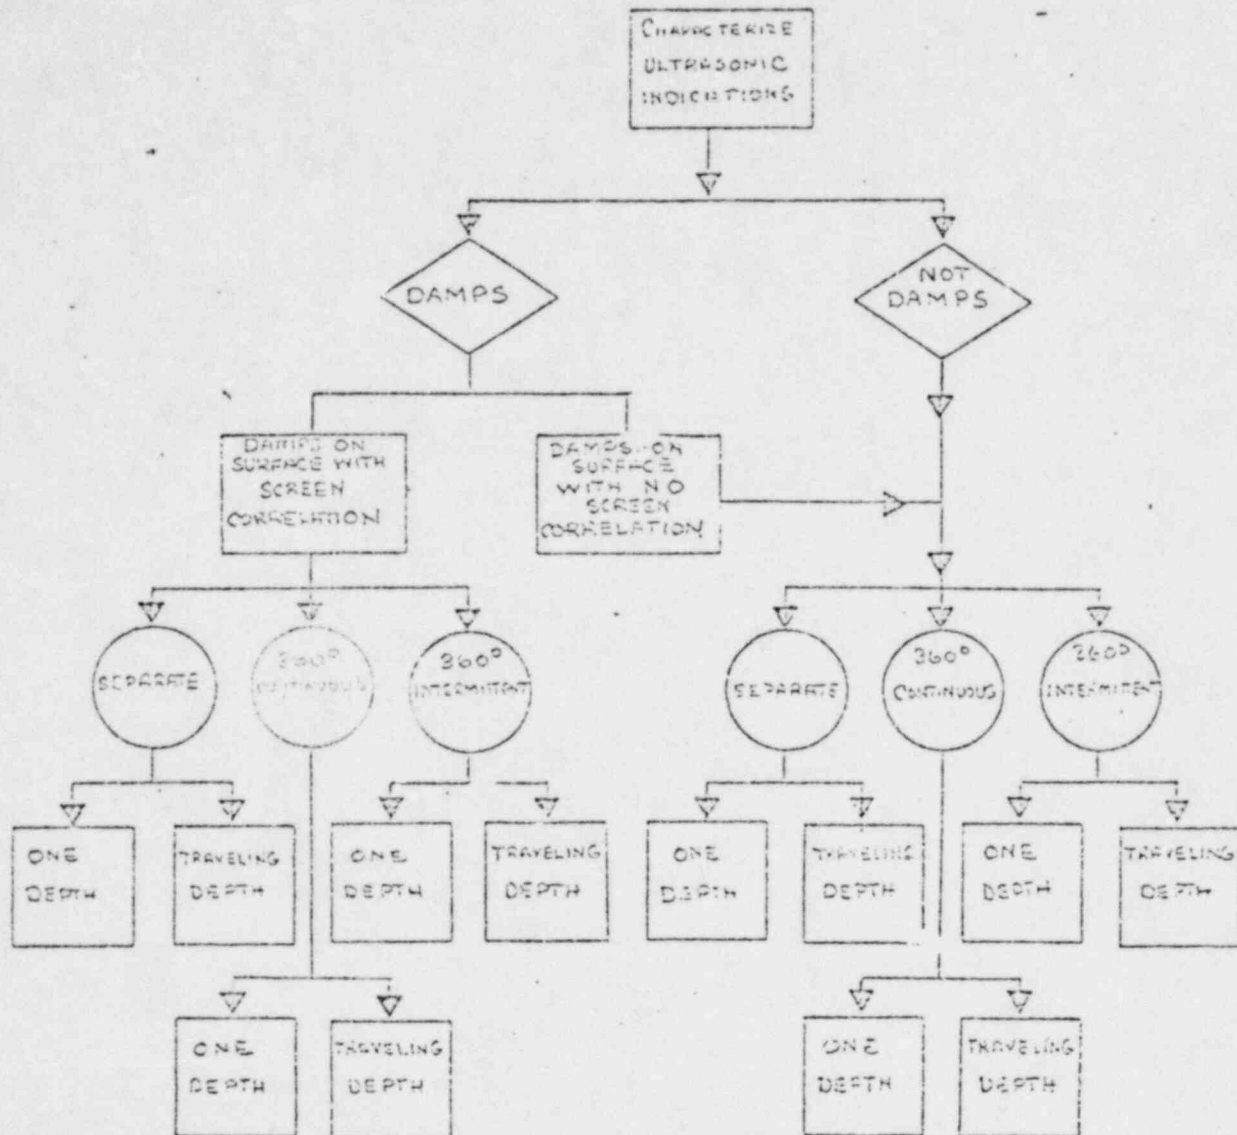 CHARACTERIZE
ULTRASONIC
INDICATIONS
DAMPS
NOT
DAMPS
DAMPS ON
SURFACE WITH
SCREEN
CORRELATION
DAMPS ON
SURFACE
WITH NO
SCREEN
CORRELATION
SEPARATE
360°
CONTINUOUS
360°
INTERMITTENT
SEPARATE
360°
CONTINUOUS
360°
INTERMITTENT
ONE
DEPTH
TRAVELING
DEPTH
ONE
DEPTH
TRAVELING
DEPTH
ONE
DEPTH
TRAVELING
DEPTH
ONE
DEPTH
TRAVELING
DEPTH
ONE
DEPTH
TRAVELING
DEPTH
ONE
DEPTH
TRAVELING
DEPTH